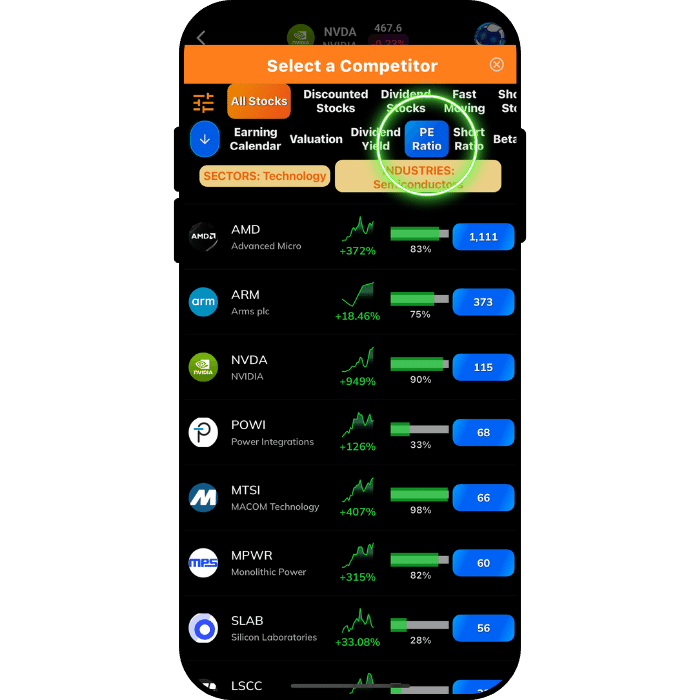 NVDA 467.6
NVIDIA -0.23%
Select a Competitor
All Stocks
Discounted
Stocks
Dividend
Stocks
Fast
Moving
Sho
Sto
Earning
Calendar
Valuation
Dividend
Yield
PE
Ratio
Short
Ratio
Beta
SECTORS: Technology
INDUSTRIES:
Semiconductors
AMD
AMD
Advanced Micro
+372%
83%
1,111
arm
ARM
Arms plc
+18.46%
75%
373
NVIDIA
NVDA
NVIDIA
+949%
90%
115
POWI
Power Integrations
+126%
33%
68
MTSI
MACOM Technology
+407%
98%
66
mps
MPWR
Monolithic Power
+315%
82%
60
SLAB
Silicon Laboratories
+33.08%
28%
56
LSCC